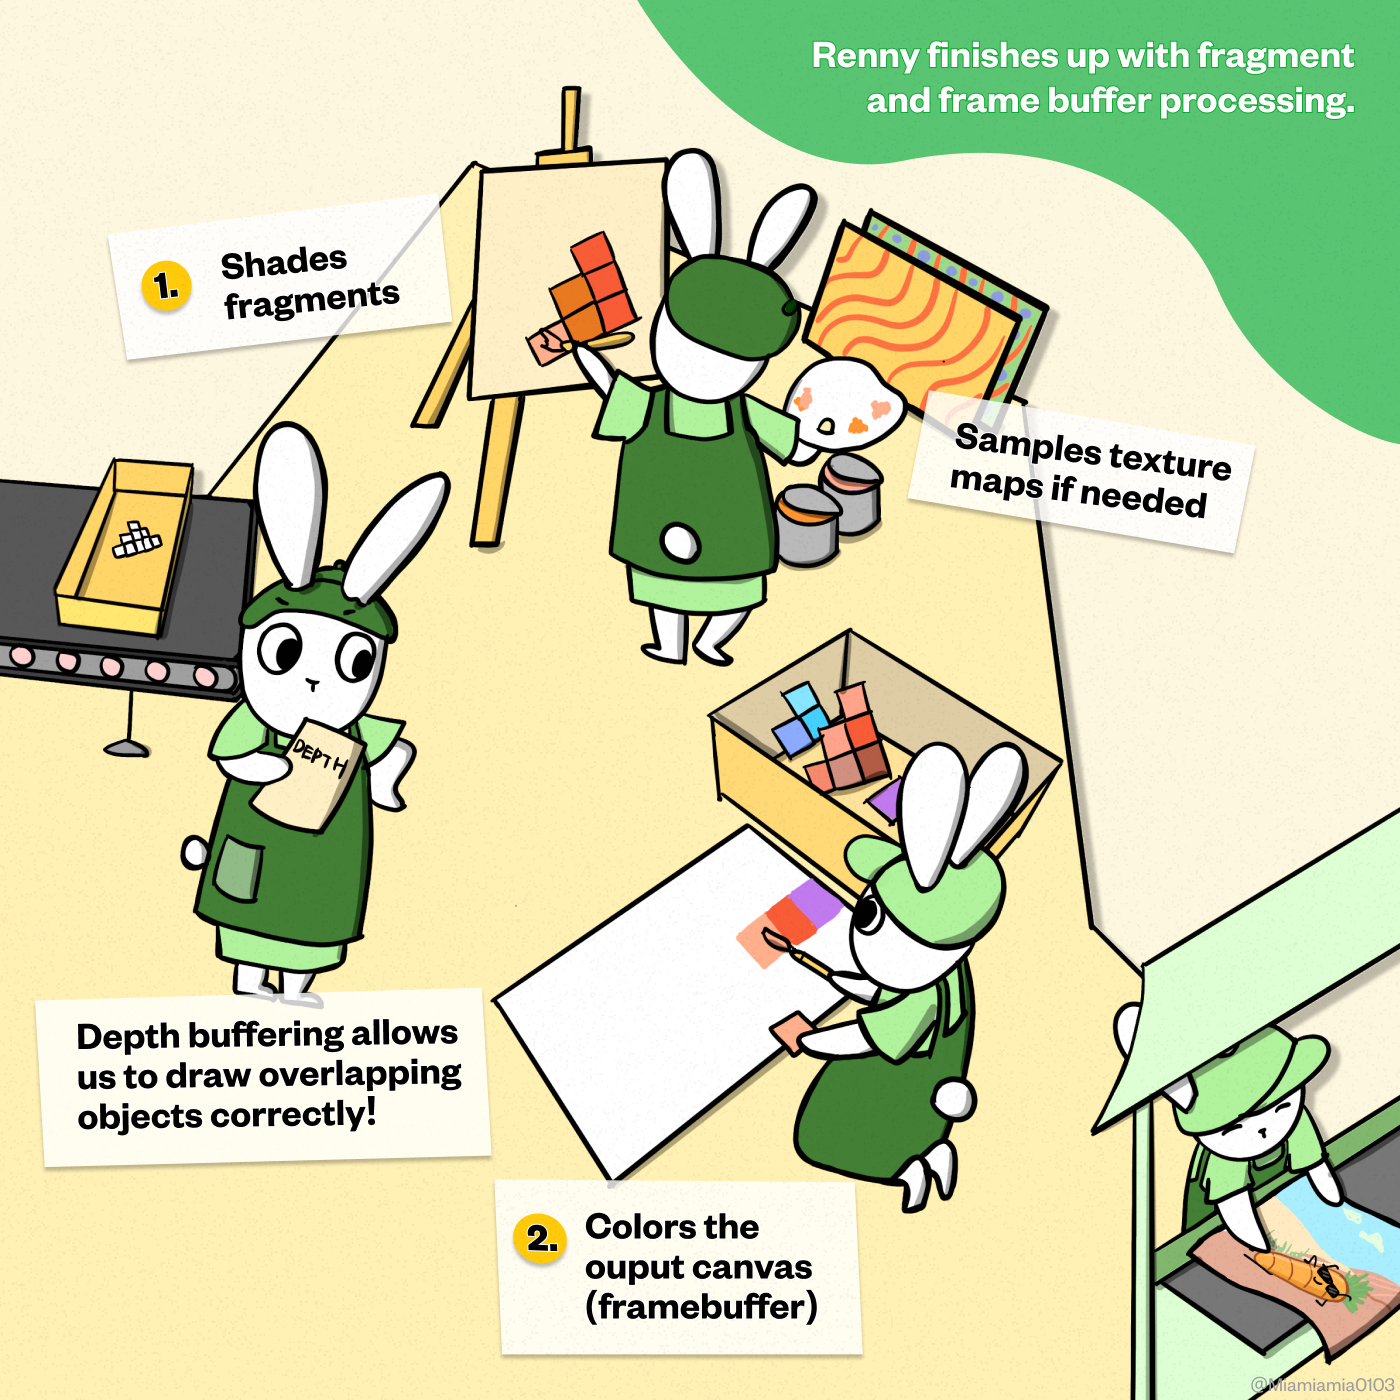 Renny finishes up with fragment
and frame buffer processing.
1.
Shades
fragments
Samples texture
maps if needed
DEPTH
Depth buffering allows
us to draw overlapping
objects correctly!
2.
Colors the
ouput canvas
(framebuffer)
@Miamiamia0103